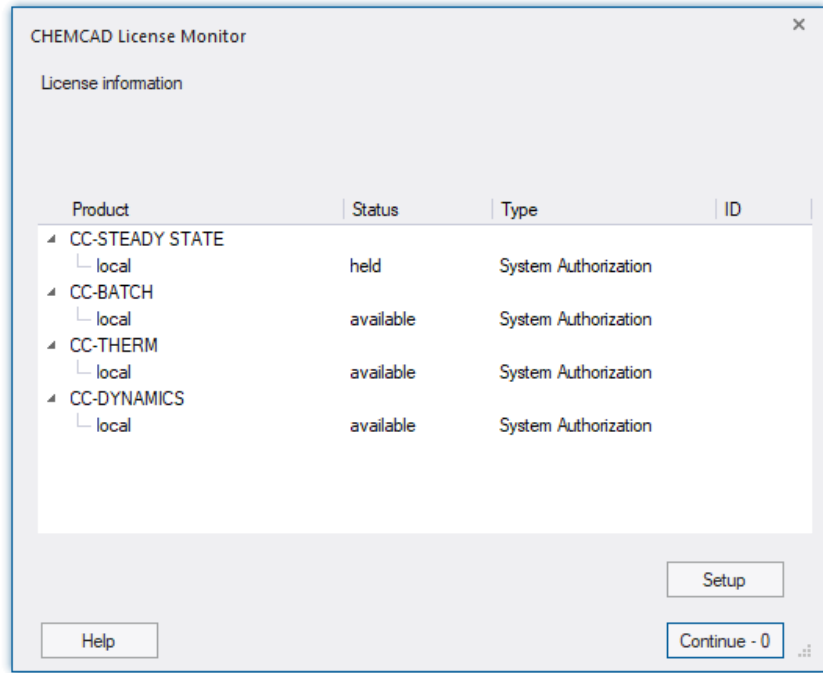 CHEMCAD License Monitor
License information
Product Status Type ID
CC-STEADY STATE
local held System Authorization
CC-BATCH
local available System Authorization
CC-THERM
local available System Authorization
CC-DYNAMICS
local available System Authorization
Setup
Help Continue - 0